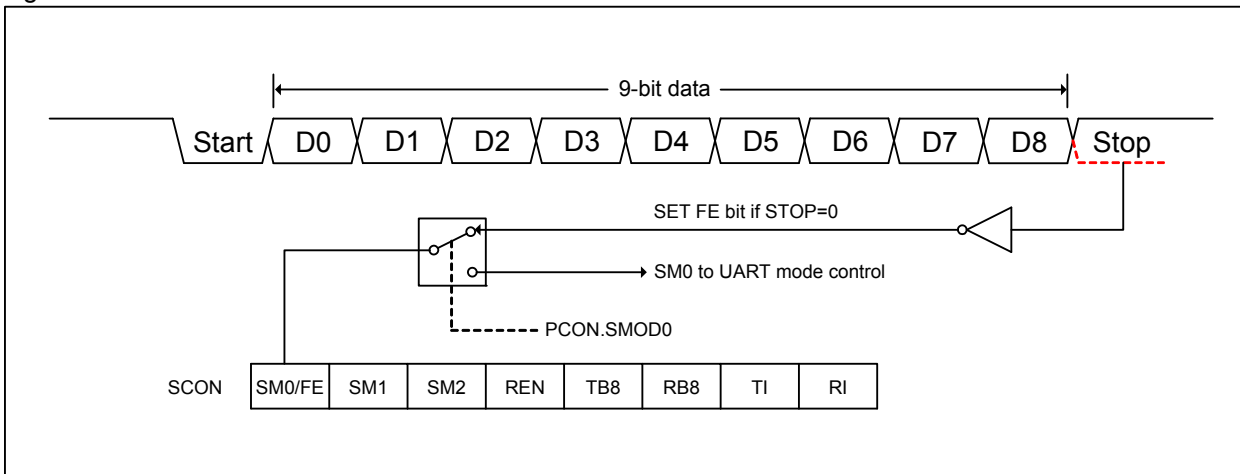 9-bit data
Start D0 D1 D2 D3 D4 D5 D6 D7 D8 Stop
SET FE bit if STOP=0
SM0 to UART mode control
PCON.SMOD0
SCON SM0/FE SM1 SM2 REN TB8 RB8 TI RI